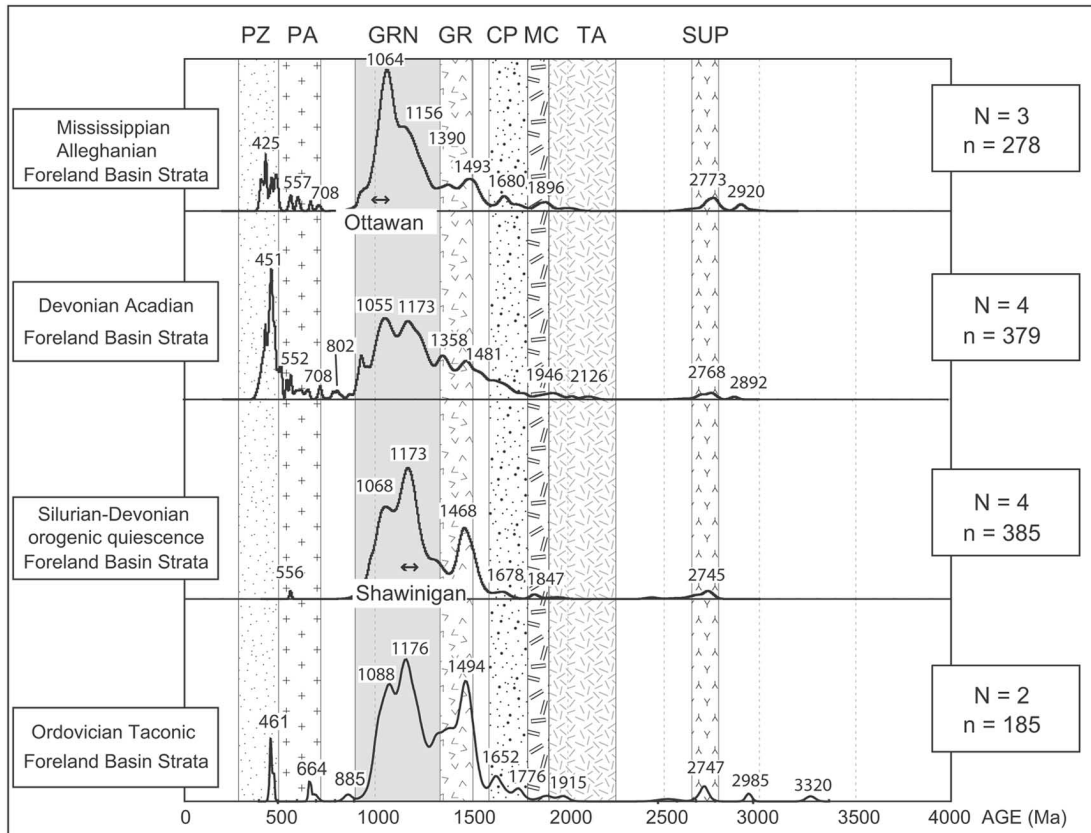 PZ PA GRN GR CP MC TA SUP
Mississippian
Alleghanian
Foreland Basin Strata
425
557
708
1064
1156
1390
1493
1680
1896
2773
2920
Ottawan
N = 3
n = 278
Devonian Acadian
Foreland Basin Strata
451
552
708
802
1055
1173
1358
1481
1946
2126
2768
2892
N = 4
n = 379
Silurian-Devonian
orogenic quiescence
Foreland Basin Strata
556
1068
1173
1468
1678
1847
2745
Shawinigan
N = 4
n = 385
Ordovician Taconic
Foreland Basin Strata
461
664
885
1088
1176
1494
1652
1776
1915
2747
2985
3320
N = 2
n = 185
0 500 1000 1500 2000 2500 3000 3500 4000 AGE (Ma)